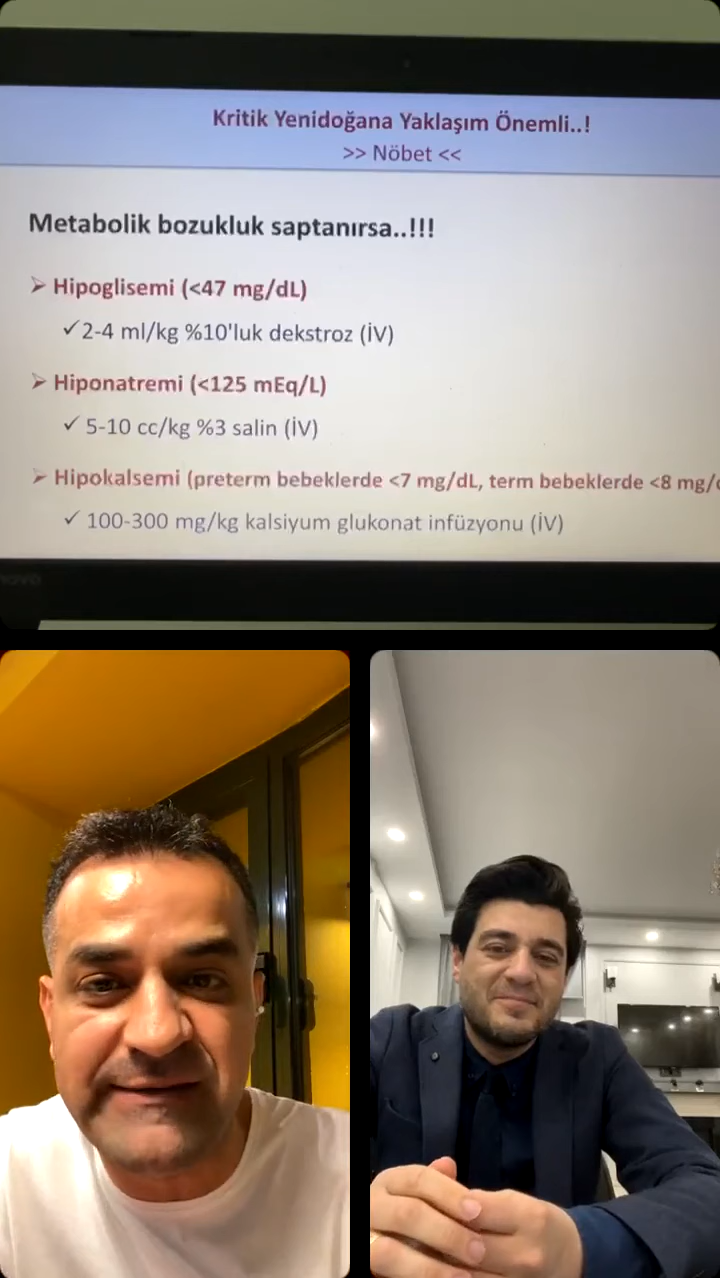 Kritik Yenidoğana Yaklaşım Önemli..!
>> Nöbet <<
Metabolik bozukluk saptanırsa..!!!
➢ Hipoglisemi (<47 mg/dL)
✓ 2-4 ml/kg %10'luk dekstroz (İV)
➢ Hiponatremi (<125 mEq/L)
✓ 5-10 cc/kg %3 salin (İV)
➢ Hipokalsemi (preterm bebeklerde <7 mg/dL, term bebeklerde <8 mg/
✓ 100-300 mg/kg kalsiyum glukonat infüzyonu (İV)